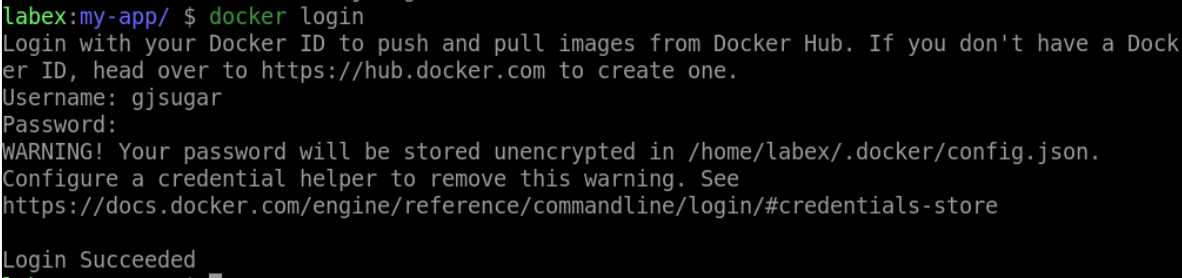 labex:my-app/ $ docker login
Login with your Docker ID to push and pull images from Docker Hub. If you don't have a Dock
er ID, head over to https://hub.docker.com to create one.
Username: gjsugar
Password:
WARNING! Your password will be stored unencrypted in /home/labex/.docker/config.json.
Configure a credential helper to remove this warning. See
https://docs.docker.com/engine/reference/commandline/login/#credentials-store
Login Succeeded